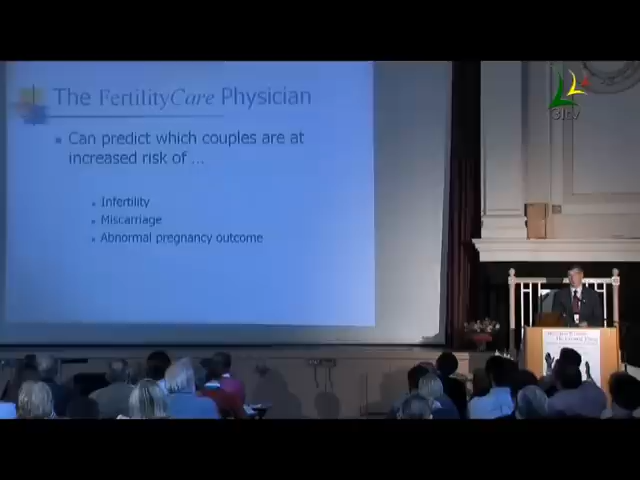 The FertilityCare Physician
Can predict which couples are at
increased risk of ...
Infertility
Miscarriage
Abnormal pregnancy outcome